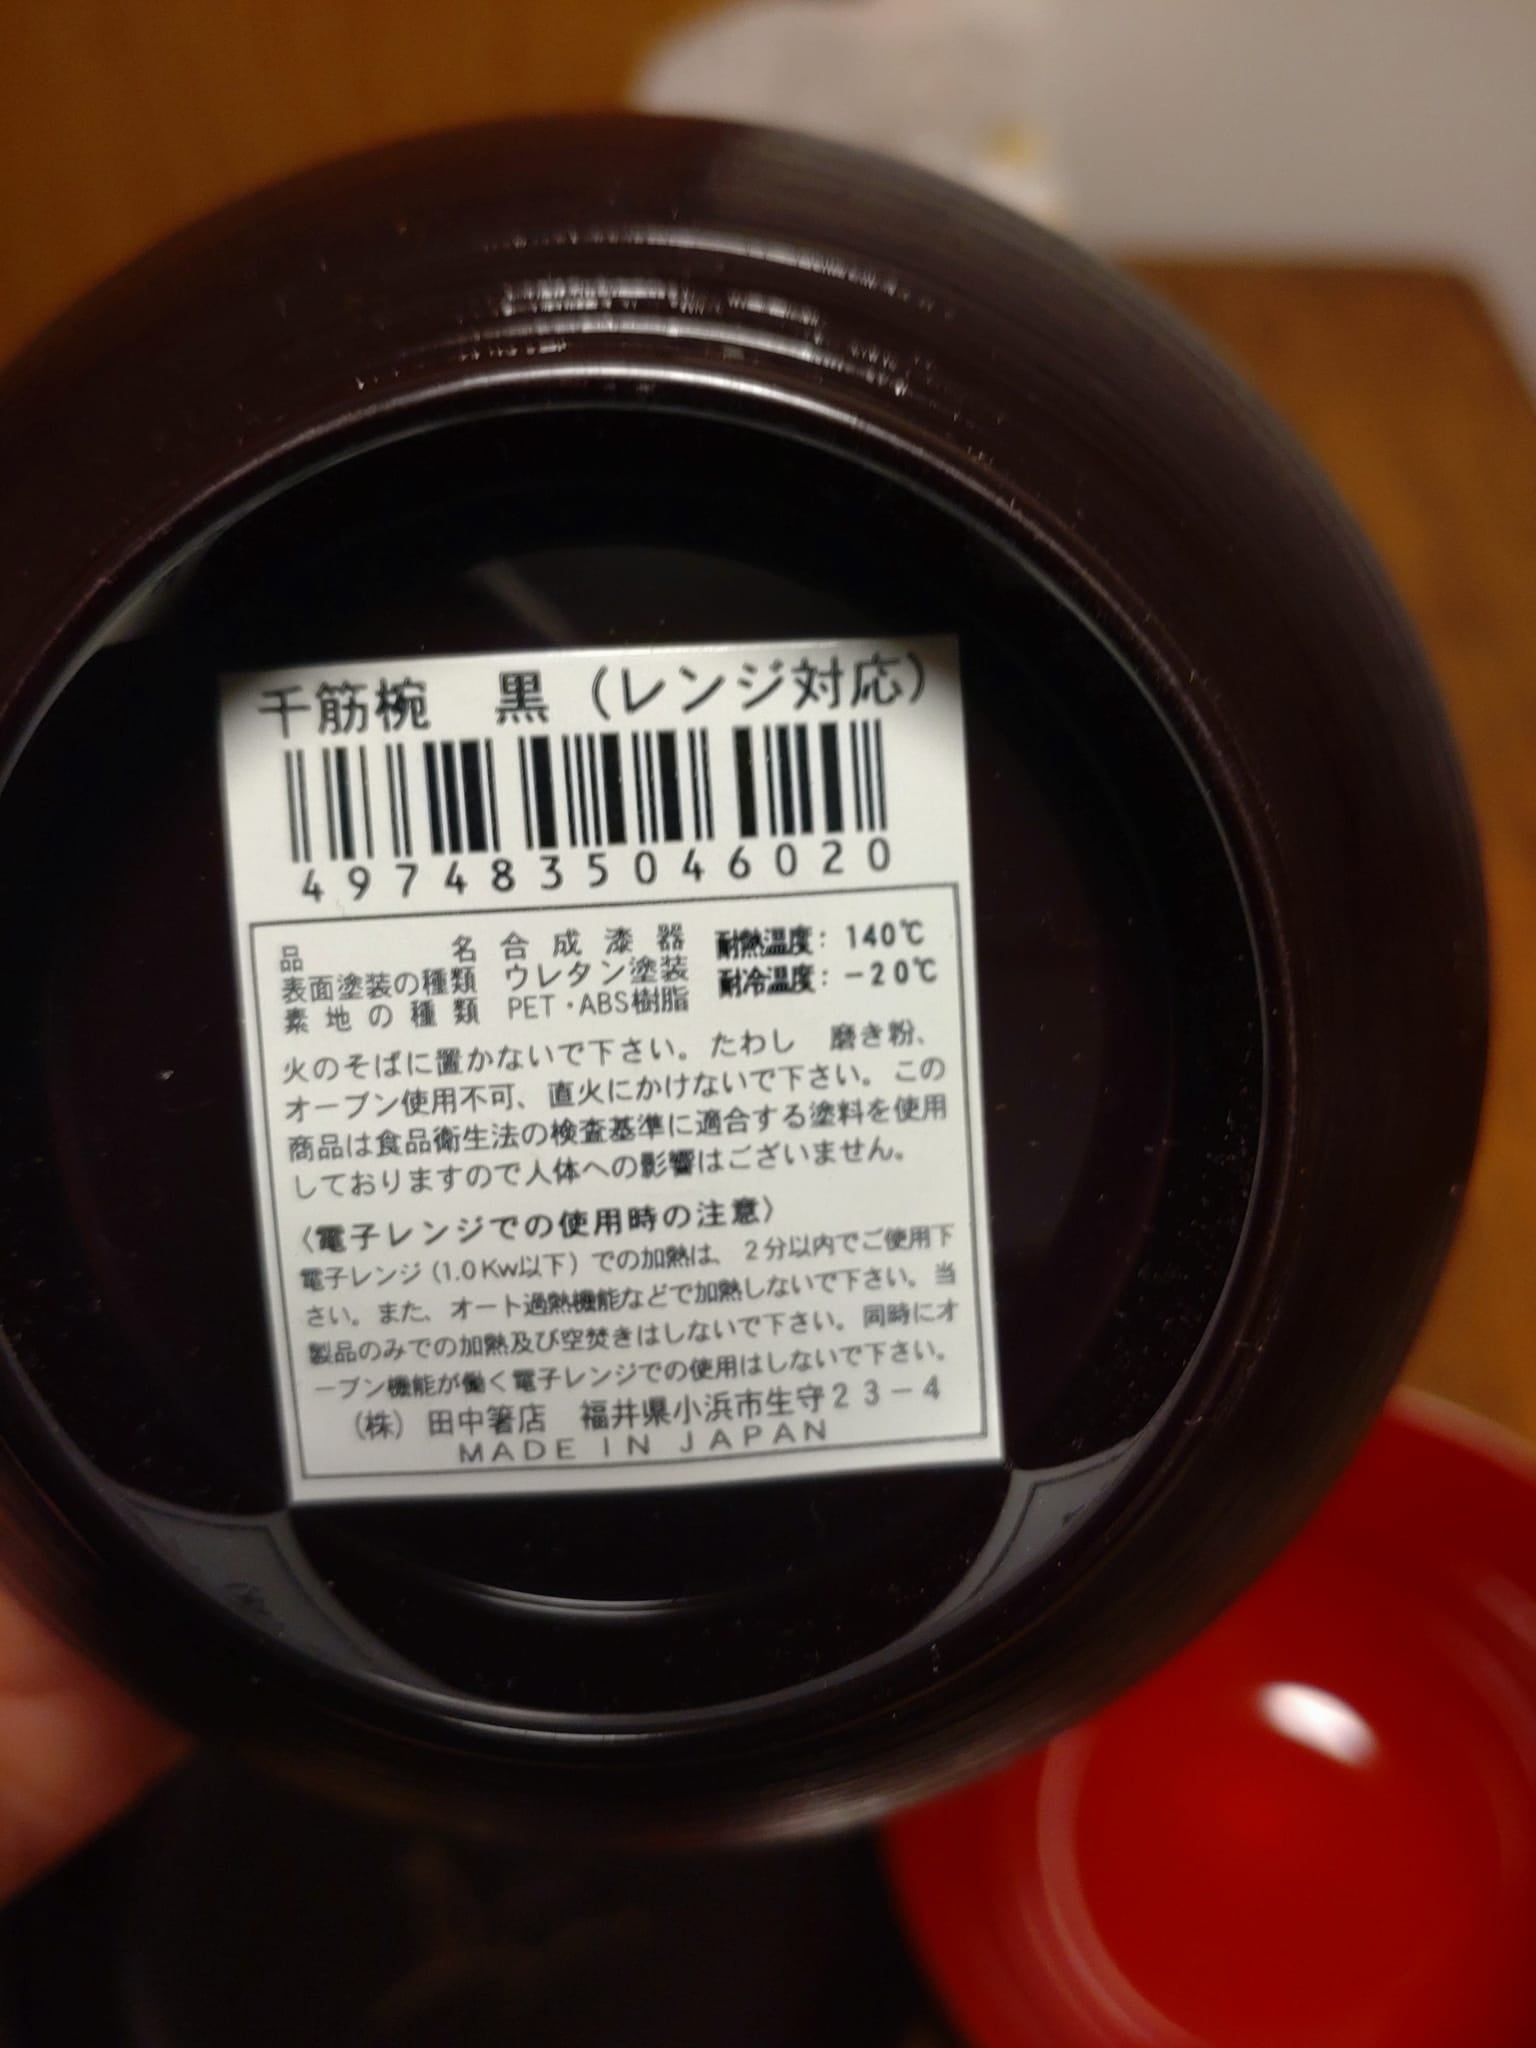 千筋椀　黒（レンジ対応）
4974835046020
品名 合成漆器 耐熱温度：140℃
表面塗装の種類 ウレタン塗装 耐冷温度：−20℃
素地の種類 PET・ABS樹脂
火のそばに置かないで下さい。たわし　磨き粉、
オーブン使用不可、直火にかけないで下さい。この
商品は食品衛生法の検査基準に適合する塗料を使用
しておりますので人体への影響はございません。
〈電子レンジでの使用時の注意〉
電子レンジ（1.0Kw以下）での加熱は、2分以内でご使用下
さい。また、オート過熱機能などで加熱しないで下さい。当
製品のみでの加熱及び空焚きはしないで下さい。同時にオ
ーブン機能が働く電子レンジでの使用はしないで下さい。
（株）田中箸店　福井県小浜市生守23−4
MADE IN JAPAN